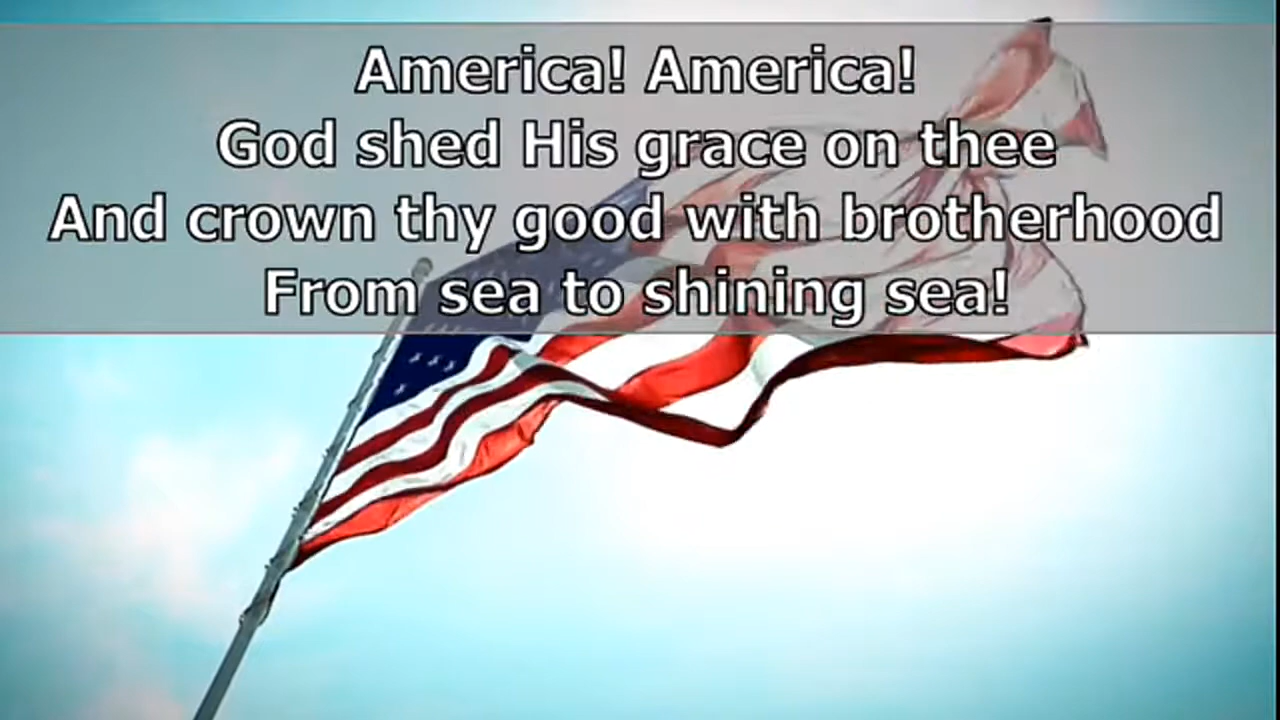 America! America!
God shed His grace on thee
And crown thy good with brotherhood
From sea to shining sea!